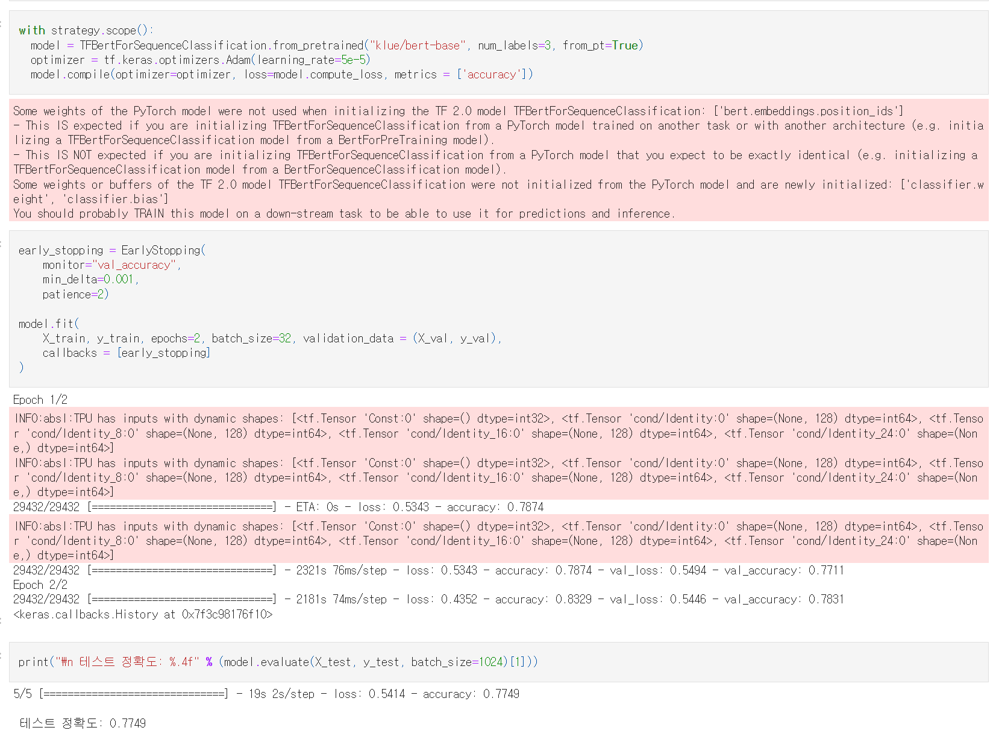 with strategy.scope():
  model = TFBertForSequenceClassification.from_pretrained("klue/bert-base", num_labels=3, from_pt=True)
  optimizer = tf.keras.optimizers.Adam(learning_rate=5e-5)
  model.compile(optimizer=optimizer, loss=model.compute_loss, metrics = ['accuracy'])
Some weights of the PyTorch model were not used when initializing the TF 2.0 model TFBertForSequenceClassification: ['bert.embeddings.position_ids']
- This IS expected if you are initializing TFBertForSequenceClassification from a PyTorch model trained on another task or with another architecture (e.g. initia
lizing a TFBertForSequenceClassification model from a BertForPreTraining model).
- This IS NOT expected if you are initializing TFBertForSequenceClassification from a PyTorch model that you expect to be exactly identical (e.g. initializing a
TFBertForSequenceClassification model from a BertForSequenceClassification model).
Some weights or buffers of the TF 2.0 model TFBertForSequenceClassification were not initialized from the PyTorch model and are newly initialized: ['classifier.w
eight', 'classifier.bias']
You should probably TRAIN this model on a down-stream task to be able to use it for predictions and inference.
early_stopping = EarlyStopping(
    monitor="val_accuracy",
    min_delta=0.001,
    patience=2)
model.fit(
    X_train, y_train, epochs=2, batch_size=32, validation_data = (X_val, y_val),
    callbacks = [early_stopping]
)
Epoch 1/2
INFO:absl:TPU has inputs with dynamic shapes: [<tf.Tensor 'Const:0' shape=() dtype=int32>, <tf.Tensor 'cond/Identity:0' shape=(None, 128) dtype=int64>, <tf.Tenso
r 'cond/Identity_8:0' shape=(None, 128) dtype=int64>, <tf.Tensor 'cond/Identity_16:0' shape=(None, 128) dtype=int64>, <tf.Tensor 'cond/Identity_24:0' shape=(Non
e,) dtype=int64>]
INFO:absl:TPU has inputs with dynamic shapes: [<tf.Tensor 'Const:0' shape=() dtype=int32>, <tf.Tensor 'cond/Identity:0' shape=(None, 128) dtype=int64>, <tf.Tenso
r 'cond/Identity_8:0' shape=(None, 128) dtype=int64>, <tf.Tensor 'cond/Identity_16:0' shape=(None, 128) dtype=int64>, <tf.Tensor 'cond/Identity_24:0' shape=(Non
e,) dtype=int64>]
29432/29432 [==============================] - ETA: 0s - loss: 0.5343 - accuracy: 0.7874
INFO:absl:TPU has inputs with dynamic shapes: [<tf.Tensor 'Const:0' shape=() dtype=int32>, <tf.Tensor 'cond/Identity:0' shape=(None, 128) dtype=int64>, <tf.Tenso
r 'cond/Identity_8:0' shape=(None, 128) dtype=int64>, <tf.Tensor 'cond/Identity_16:0' shape=(None, 128) dtype=int64>, <tf.Tensor 'cond/Identity_24:0' shape=(Non
e,) dtype=int64>]
29432/29432 [==============================] - 2321s 76ms/step - loss: 0.5343 - accuracy: 0.7874 - val_loss: 0.5494 - val_accuracy: 0.7711
Epoch 2/2
29432/29432 [==============================] - 2181s 74ms/step - loss: 0.4352 - accuracy: 0.8329 - val_loss: 0.5446 - val_accuracy: 0.7831
<keras.callbacks.History at 0x7f3c98176f10>
print("₩n 테스트 정확도: %.4f" % (model.evaluate(X_test, y_test, batch_size=1024)[1]))
5/5 [==============================] - 19s 2s/step - loss: 0.5414 - accuracy: 0.7749
 테스트 정확도: 0.7749